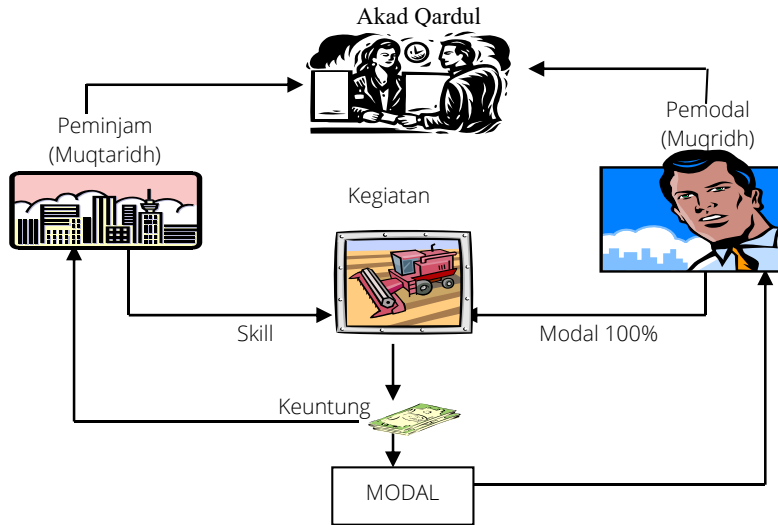 Akad Qardul
Peminjam
(Muqtaridh)
Pemodal
(Muqridh)
Kegiatan
Skill
Modal 100%
Keuntung
MODAL